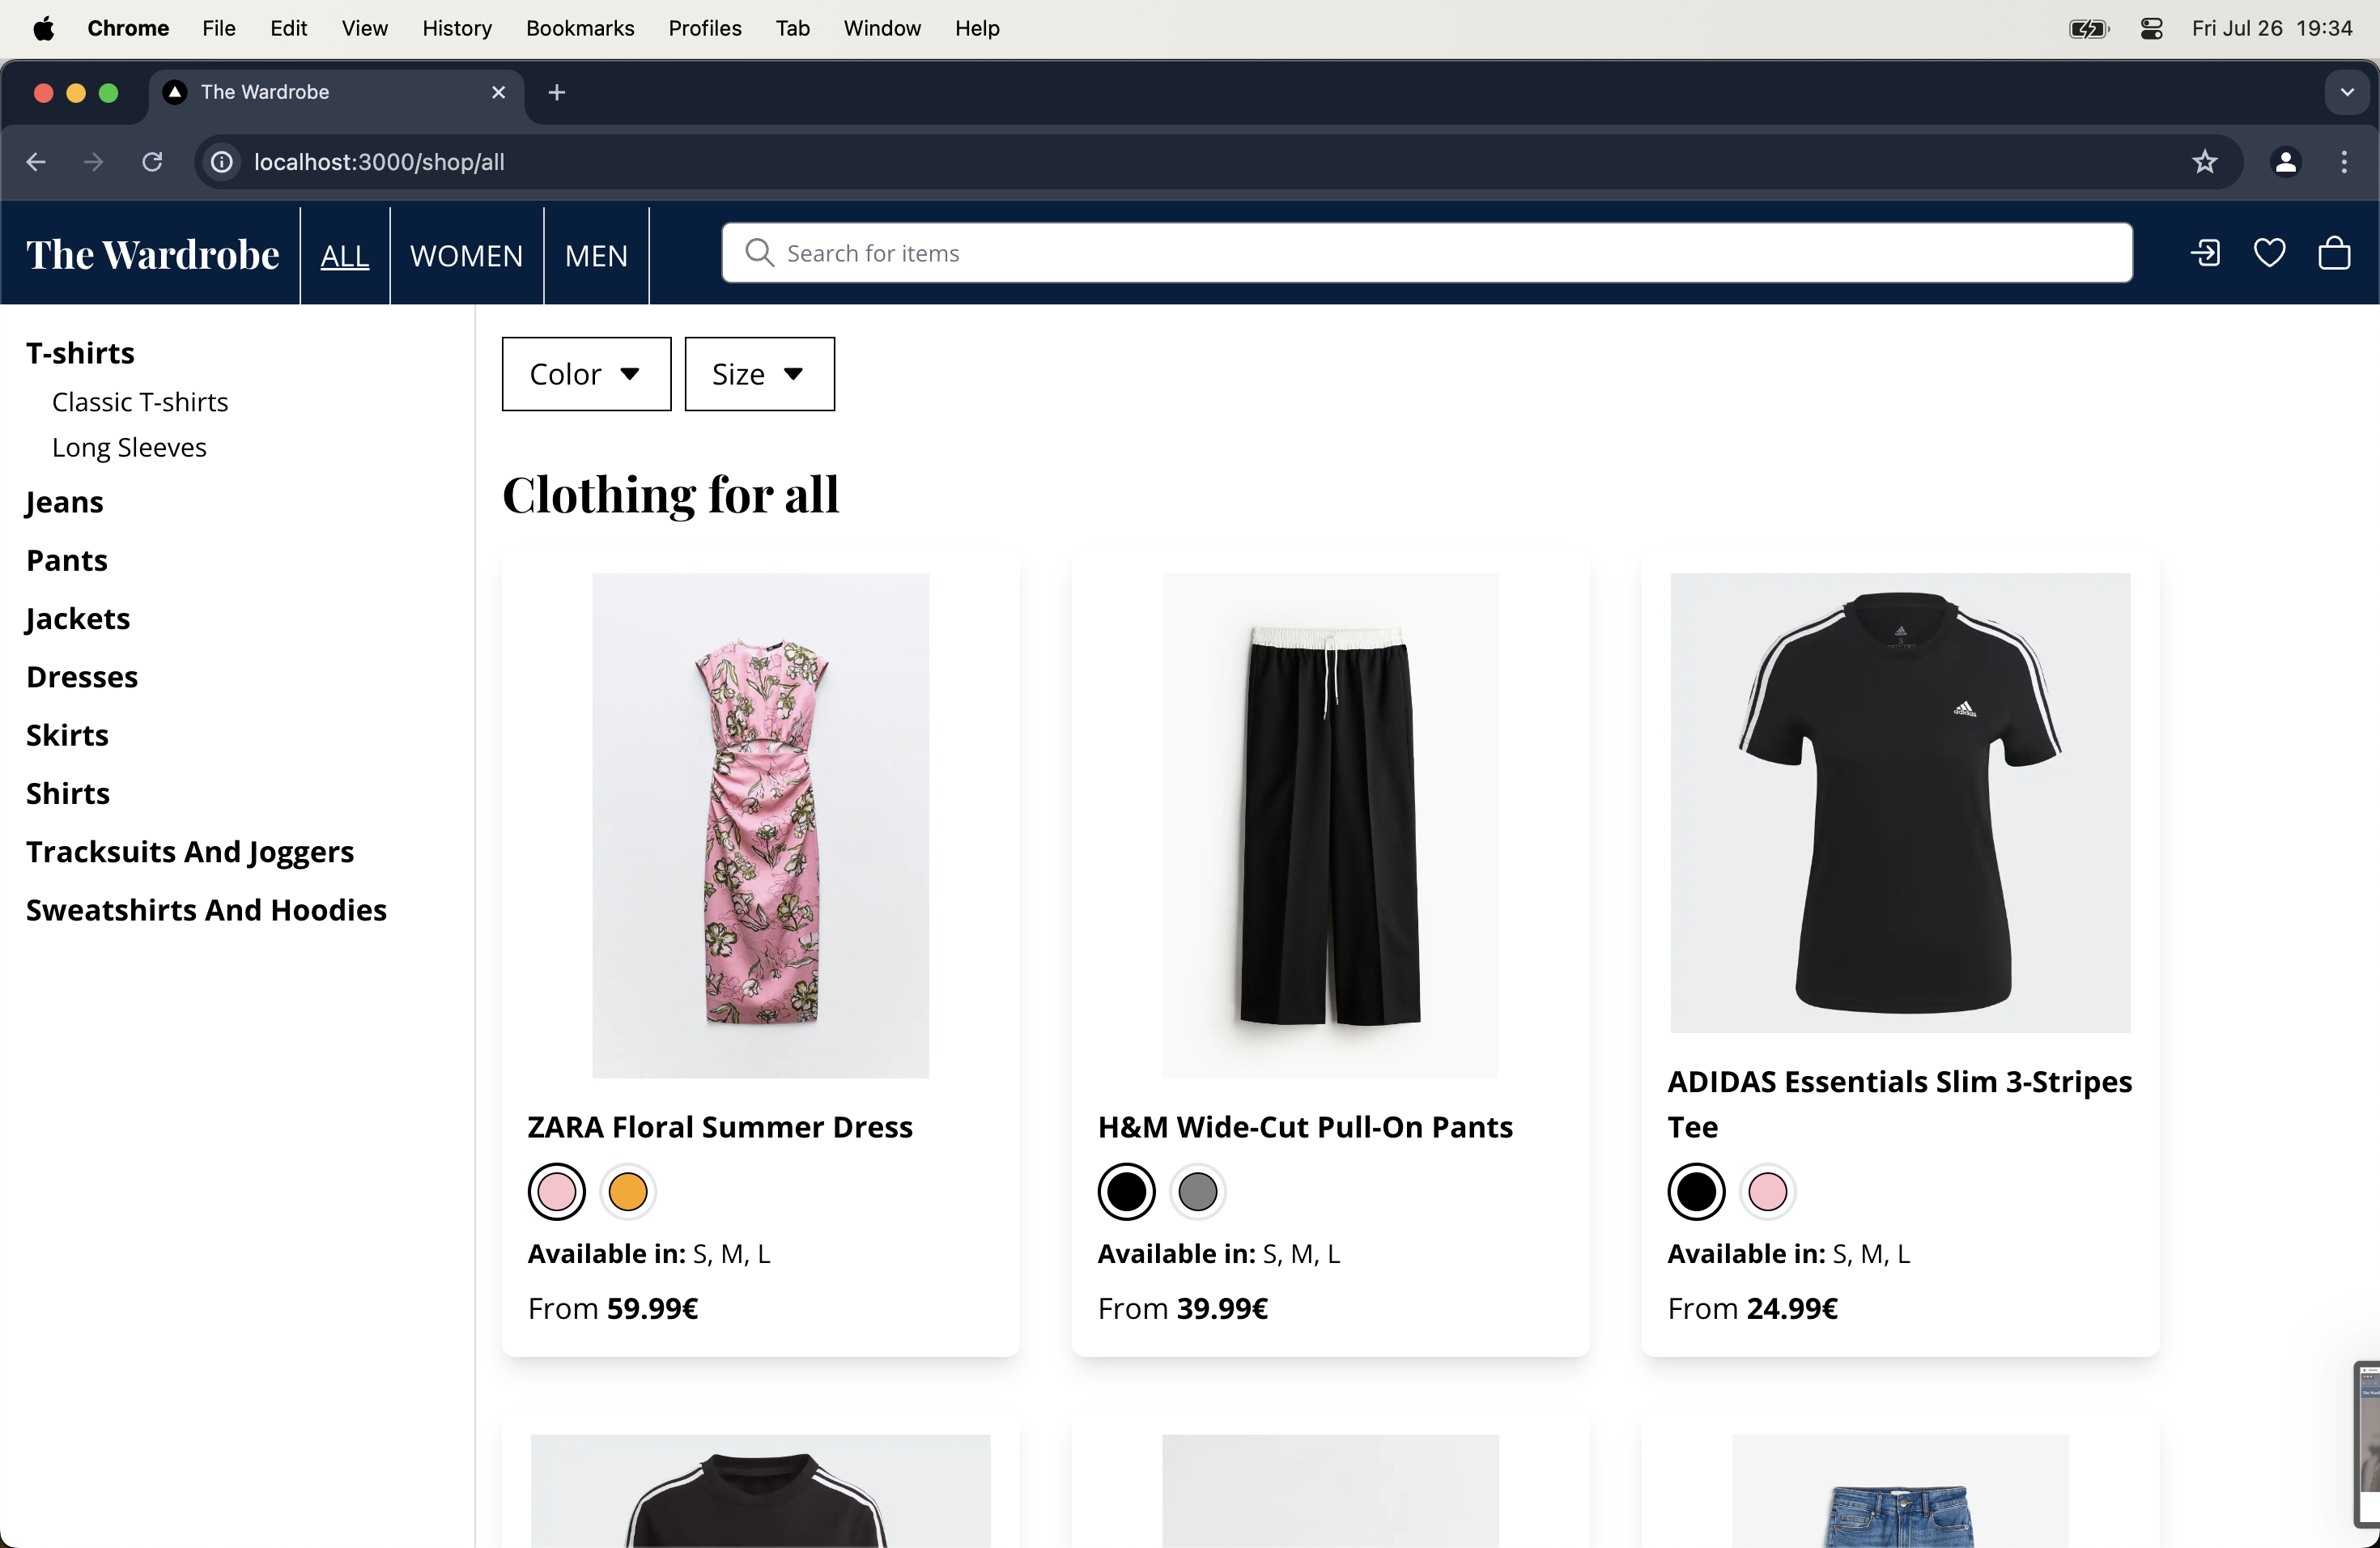 Chrome File Edit View History Bookmarks Profiles Tab Window Help Fri Jul 26 19:34
The Wardrobe
localhost:3000/shop/all
The Wardrobe ALL WOMEN MEN Search for items
T-shirts
Classic T-shirts
Long Sleeves
Jeans
Pants
Jackets
Dresses
Skirts
Shirts
Tracksuits And Joggers
Sweatshirts And Hoodies
Color Size
Clothing for all
ZARA Floral Summer Dress
Available in: S, M, L
From 59.99€
H&M Wide-Cut Pull-On Pants
Available in: S, M, L
From 39.99€
adidas
ADIDAS Essentials Slim 3-Stripes
Tee
Available in: S, M, L
From 24.99€